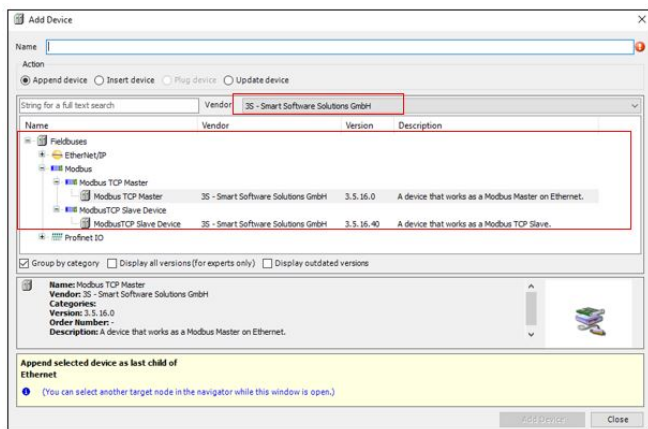 Add Device
Name
Action
Append device Insert device Plug device Update device
String for a full text search Vendor 3S - Smart Software Solutions GmbH
Name Vendor Version Description
Fieldbuses
EtherNet/IP
Modbus
Modbus TCP Master
Modbus TCP Master 3S - Smart Software Solutions GmbH 3.5.16.0 A device that works as a Modbus Master on Ethernet.
ModbusTCP Slave Device
ModbusTCP Slave Device 3S - Smart Software Solutions GmbH 3.5.16.40 A device that works as a Modbus TCP Slave.
Profinet IO
Group by category Display all versions (for experts only) Display outdated versions
Name: Modbus TCP Master
Vendor: 3S - Smart Software Solutions GmbH
Categories:
Version: 3.5.16.0
Order Number: -
Description: A device that works as a Modbus Master on Ethernet.
Append selected device as last child of
Ethernet
(You can select another target node in the navigator while this window is open.)
Add Device Close